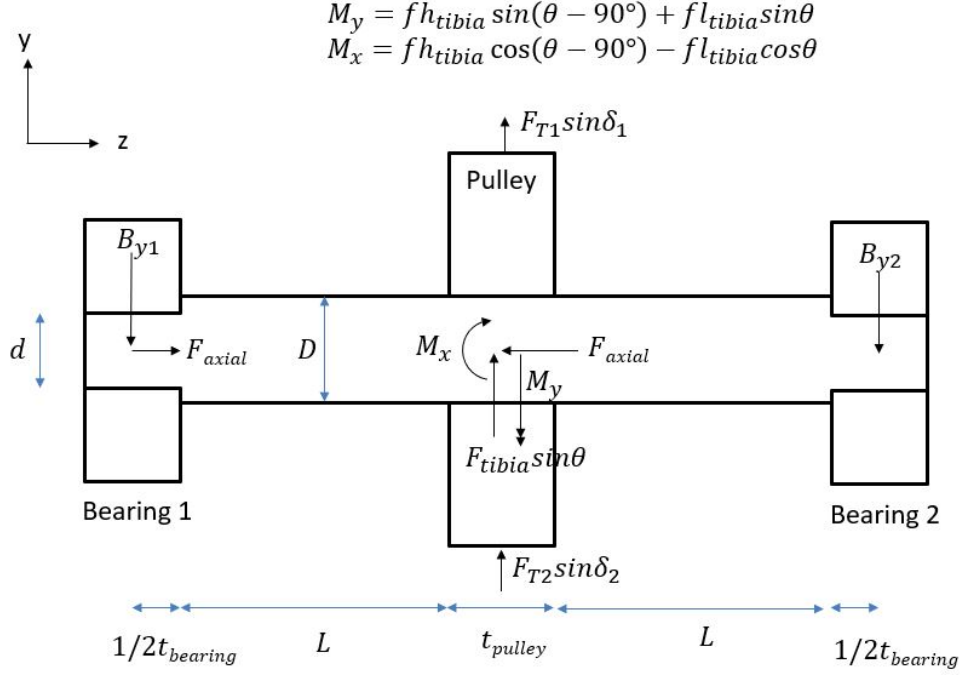 M_y = fh_tibia sin(θ − 90°) + fl_tibia sinθ
M_x = fh_tibia cos(θ − 90°) − fl_tibia cosθ
y
z
F_T1 sinδ_1
Pulley
B_y1
B_y2
d
F_axial
D
M_x
F_axial
M_y
F_tibia sinθ
Bearing 1
Bearing 2
F_T2 sinδ_2
1/2t_bearing
L
t_pulley
L
1/2t_bearing